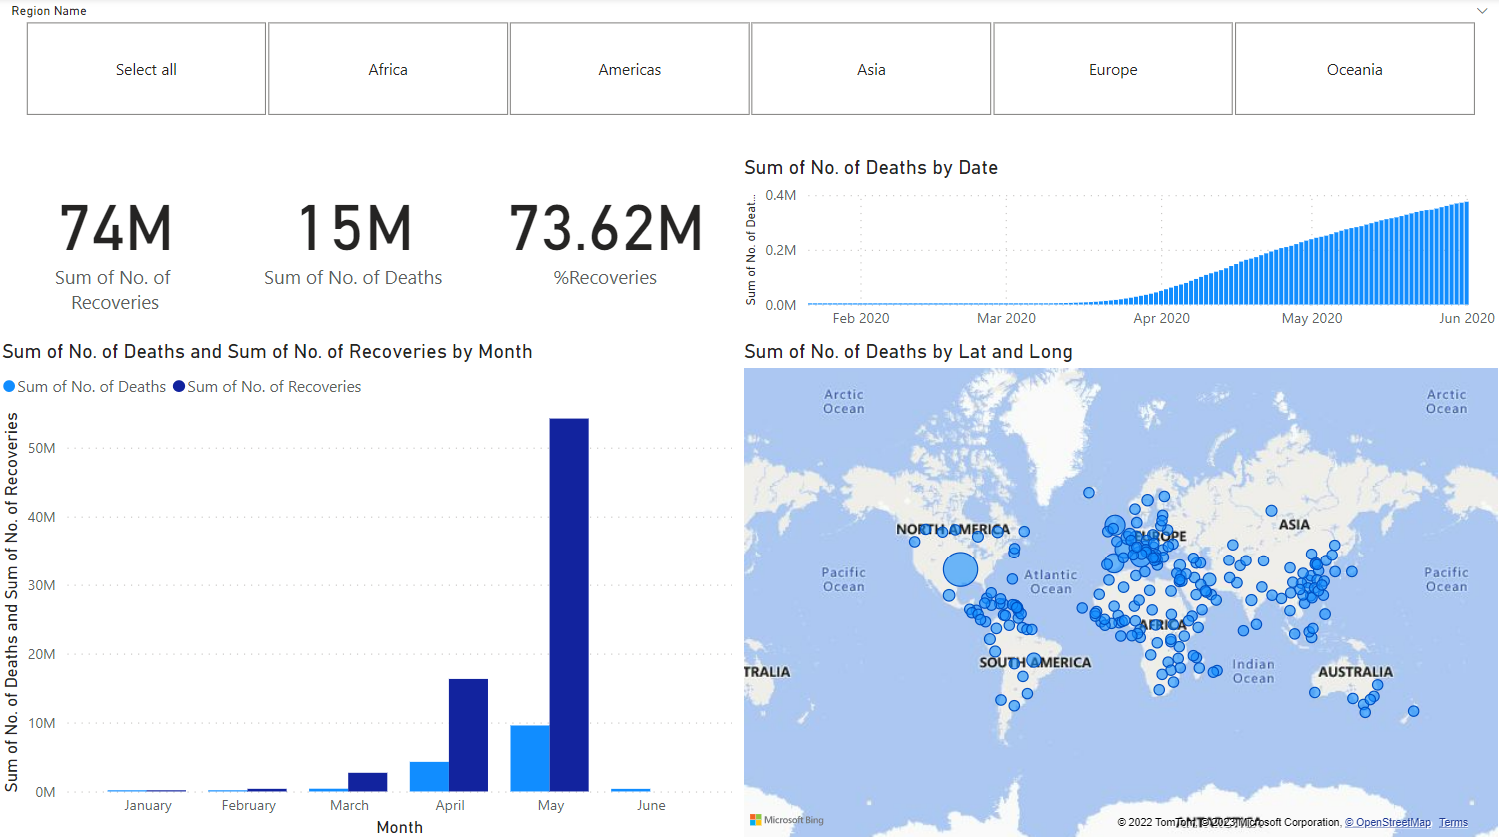 Region Name
Select all
Africa
Americas
Asia
Europe
Oceania
74M
Sum of No. of
Recoveries
15M
Sum of No. of Deaths
73.62M
%Recoveries
Sum of No. of Deaths by Date
Sum of No. of Deat...
0.4M
0.2M
0.0M
Feb 2020
Mar 2020
Apr 2020
May 2020
Jun 2020
Sum of No. of Deaths and Sum of No. of Recoveries by Month
Sum of No. of Deaths
Sum of No. of Recoveries
Sum of No. of Deaths and Sum of No. of Recoveries
50M
40M
30M
20M
10M
0M
January
February
March
April
May
June
Month
Sum of No. of Deaths by Lat and Long
Arctic
Ocean
Arctic
Ocean
NORTH AMERICA
EUROPE
ASIA
Pacific
Ocean
Atlantic
Ocean
Pacific
Ocean
AFRICA
SOUTH AMERICA
Indian
Ocean
TRALIA
AUSTRALIA
Microsoft Bing
© 2022 TomTom, © 2023 Microsoft Corporation, © OpenStreetMap Terms